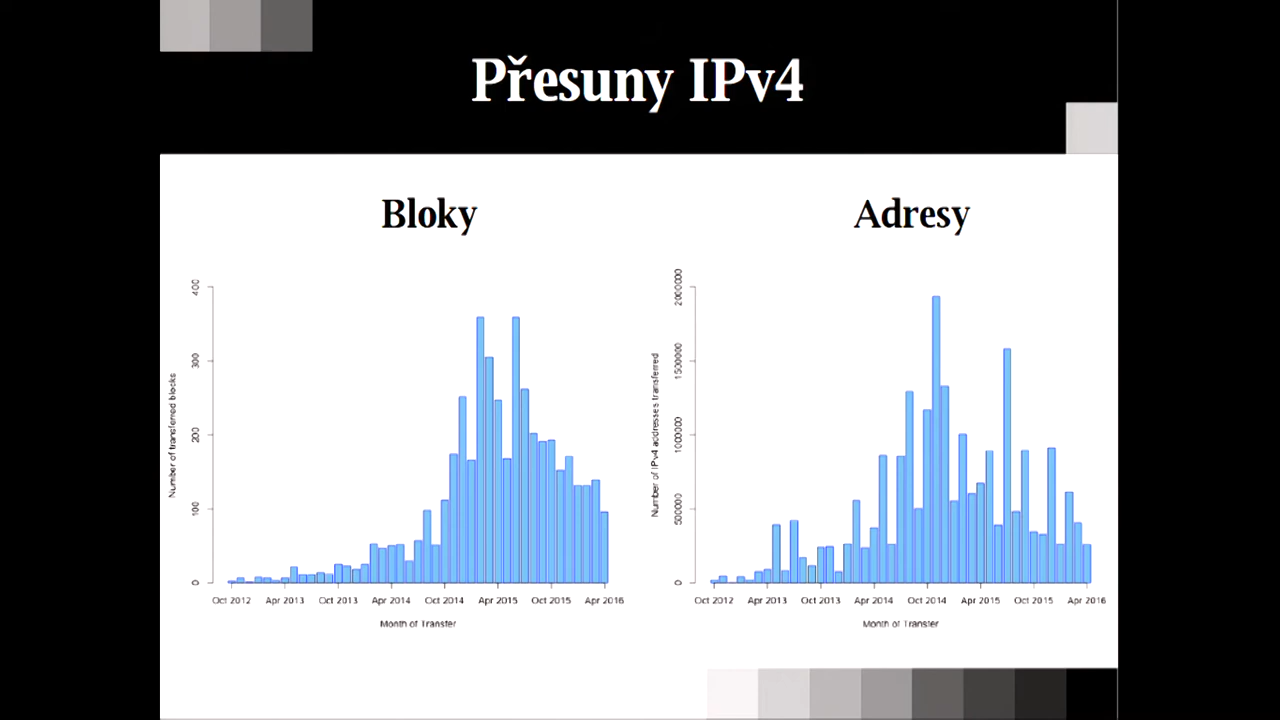 Přesuny IPv4
Bloky
Adresy
400
300
200
100
0
Number of transferred blocks
Oct 2012 Apr 2013 Oct 2013 Apr 2014 Oct 2014 Apr 2015 Oct 2015 Apr 2016
Month of Transfer
2000000
1500000
1000000
500000
0
Number of IPv4 addresses transferred
Oct 2012 Apr 2013 Oct 2013 Apr 2014 Oct 2014 Apr 2015 Oct 2015 Apr 2016
Month of Transfer